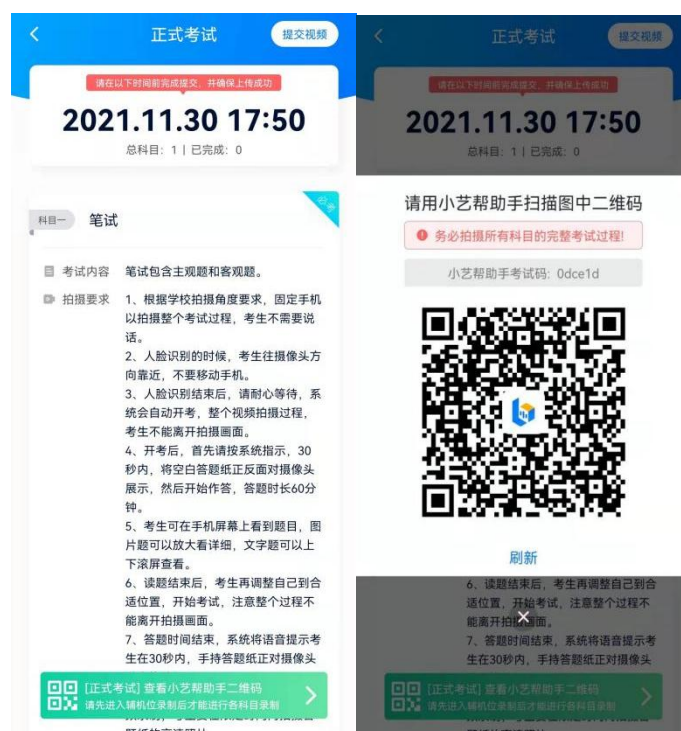 正式考试
提交视频
请在以下时间前完成提交，并确保上传成功
2021.11.30 17:50
总科目：1 | 已完成：0
科目一
笔试
必考
考试内容
笔试包含主观题和客观题。
拍摄要求
1、根据学校拍摄角度要求，固定手机
以拍摄整个考试过程，考生不需要说
话。
2、人脸识别的时候，考生往摄像头方
向靠近，不要移动手机。
3、人脸识别结束后，请耐心等待，系
统会自动开考，整个视频拍摄过程，
考生不能离开拍摄画面。
4、开考后，首先请按系统指示，30
秒内，将空白答题纸正反面对摄像头
展示，然后开始作答，答题时长60分
钟。
5、考生可在手机屏幕上看到题目，图
片题可以放大看详细，文字题可以上
下滚屏查看。
6、读题结束后，考生再调整自己到合
适位置，开始考试，注意整个过程不
能离开拍摄画面。
7、答题时间结束，系统将语音提示考
生在30秒内，手持答题纸正对摄像头
[正式考试] 查看小艺帮助手二维码
请先进入辅机位录制后才能进行各科目录制
正式考试
提交视频
请在以下时间前完成提交，并确保上传成功
2021.11.30 17:50
总科目：1 | 已完成：0
请用小艺帮助手扫描图中二维码
务必拍摄所有科目的完整考试过程!
小艺帮助手考试码：0dce1d
刷新
6、读题结束后，考生再调整自己到合
适位置，开始考试，注意整个过程不
能离开拍摄画面。
7、答题时间结束，系统将语音提示考
生在30秒内，手持答题纸正对摄像头
[正式考试] 查看小艺帮助手二维码
请先进入辅机位录制后才能进行各科目录制